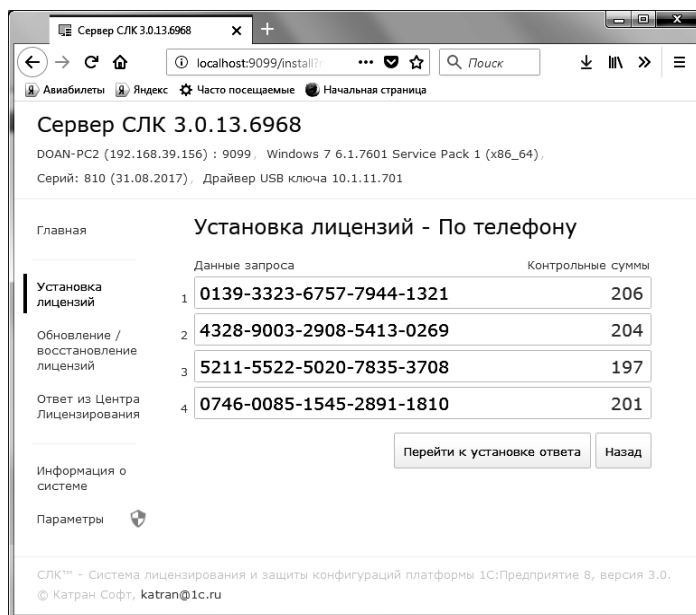 Сервер СЛК 3.0.13.6968
localhost:9099/install?
Поиск
Авиабилеты Яндекс Часто посещаемые Начальная страница
Сервер СЛК 3.0.13.6968
DOAN-PC2 (192.168.39.156) : 9099, Windows 7 6.1.7601 Service Pack 1 (x86_64),
Серий: 810 (31.08.2017), Драйвер USB ключа 10.1.11.701
Главная
Установка
лицензий
Обновление /
восстановление
лицензий
Ответ из Центра
Лицензирования
Информация о
системе
Параметры
Установка лицензий - По телефону
Данные запроса Контрольные суммы
1 0139-3323-6757-7944-1321 206
2 4328-9003-2908-5413-0269 204
3 5211-5522-5020-7835-3708 197
4 0746-0085-1545-2891-1810 201
Перейти к установке ответа Назад
СЛК™ - Система лицензирования и защиты конфигураций платформы 1С:Предприятие 8, версия 3.0.
© Катран Софт, katran@1c.ru